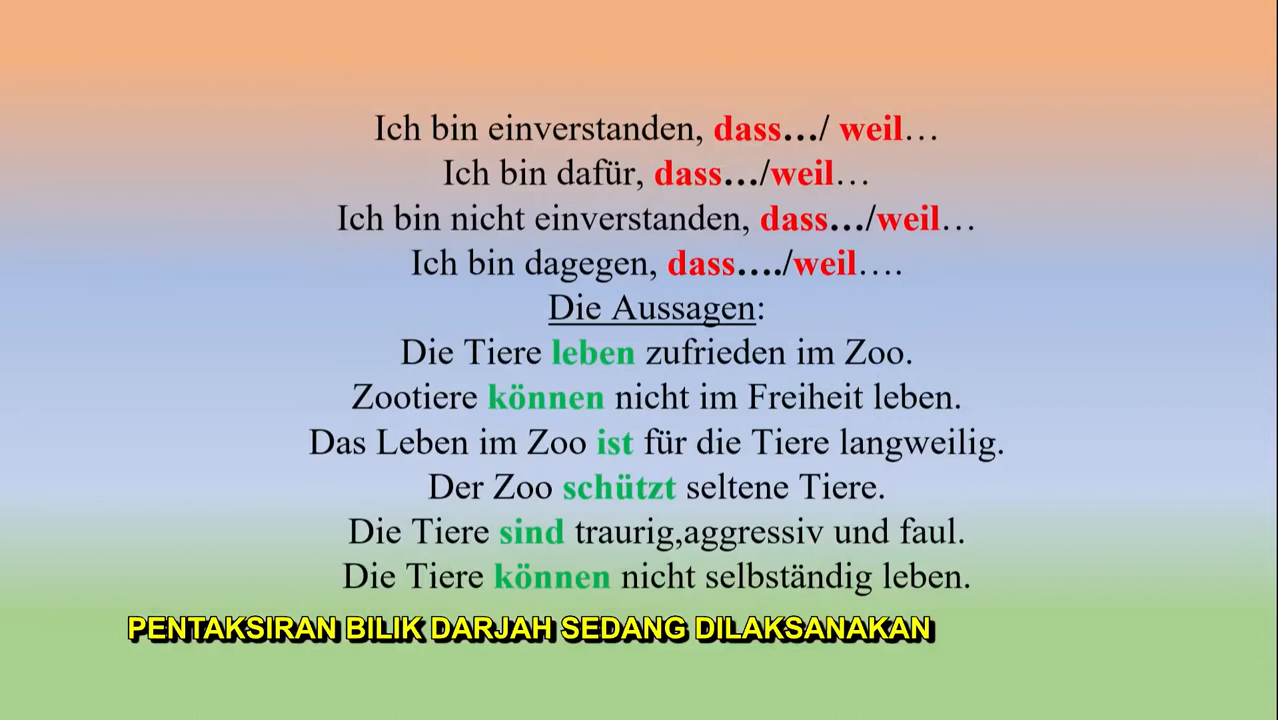 Ich bin einverstanden, dass…/ weil…
Ich bin dafür, dass…/weil…
Ich bin nicht einverstanden, dass…/weil…
Ich bin dagegen, dass…./weil….
Die Aussagen:
Die Tiere leben zufrieden im Zoo.
Zootiere können nicht im Freiheit leben.
Das Leben im Zoo ist für die Tiere langweilig.
Der Zoo schützt seltene Tiere.
Die Tiere sind traurig,aggressiv und faul.
Die Tiere können nicht selbständig leben.
PENTAKSIRAN BILIK DARJAH SEDANG DILAKSANAKAN